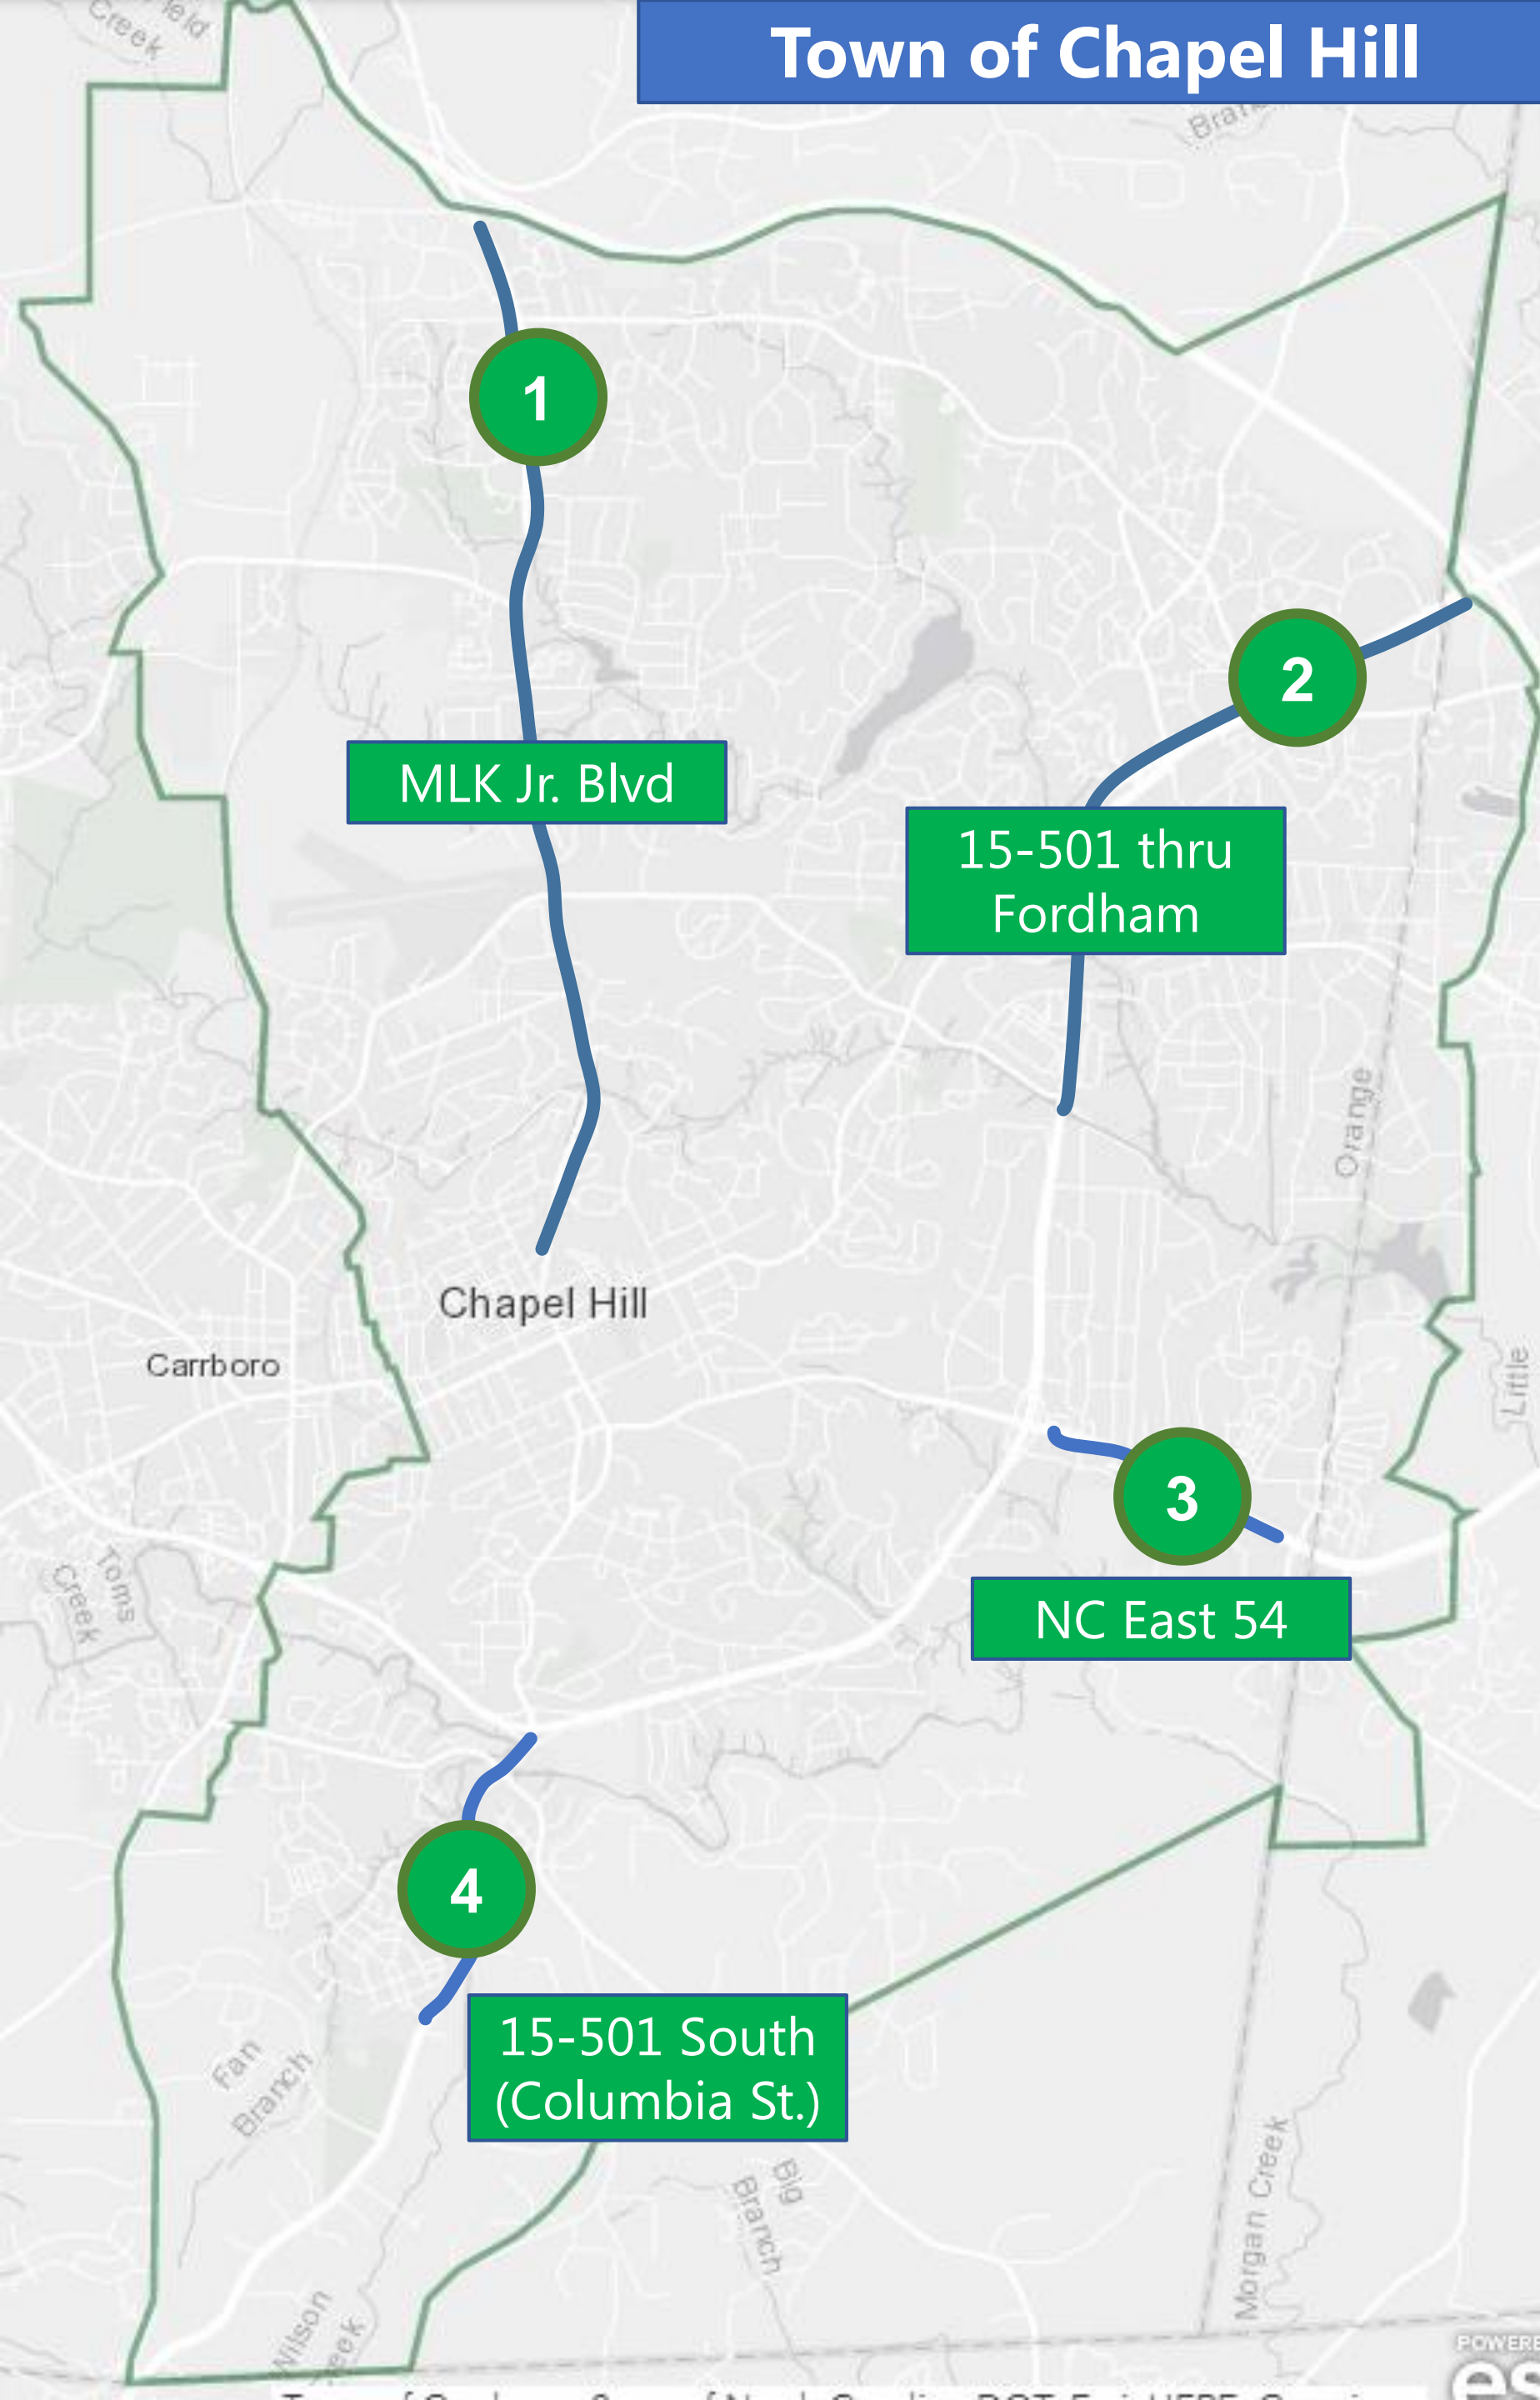 Town of Chapel Hill
Creek
1
2
MLK Jr. Blvd
15-501 thru
Fordham
Orange
Chapel Hill
Carrboro
Little
3
Toms
Creek
NC East 54
4
15-501 South
(Columbia St.)
Fan
Branch
Big
Branch
Morgan Creek
Wilson